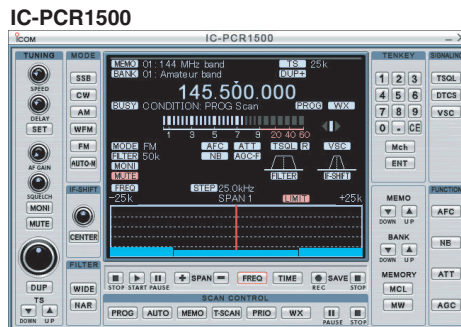 IC-PCR1500
ICOM IC-PCR1500
TUNING
SPEED
DELAY
SET
AF GAIN
SQUELCH
MONI
MUTE
DUP
TS
DOWN UP
MODE
SSB
CW
AM
WFM
FM
AUTO-N
IF-SHIFT
CENTER
FILTER
WIDE
NAR
MEMO 01:144 MHz band TS 25k
BANK 01: Amateur band DUP+
145.500.000
BUSY CONDITION: PROG Scan PROG WX
1 3 5 7 9 20 40 60
MODE FM AFC ATT TSQL R VSC
FILTER 50k NB AGC-F
MONI
MUTE FILTER IF-SHIFT
FREQ STEP 25.0kHz
-25k SPAN 1 LIMIT +25k
SPAN FREQ TIME SAVE
STOP START PAUSE REC STOP
SCAN CONTROL
PROG AUTO MEMO T-SCAN PRIO WX
PAUSE STOP
TENKEY
1 2 3
4 5 6
7 8 9
0 - CE
Mch
ENT
MEMO
DOWN UP
BANK
DOWN UP
MEMORY
MCL
MW
SIGNALING
TSQL
DTCS
VSC
FUNCTION
AFC
NB
ATT
AGC